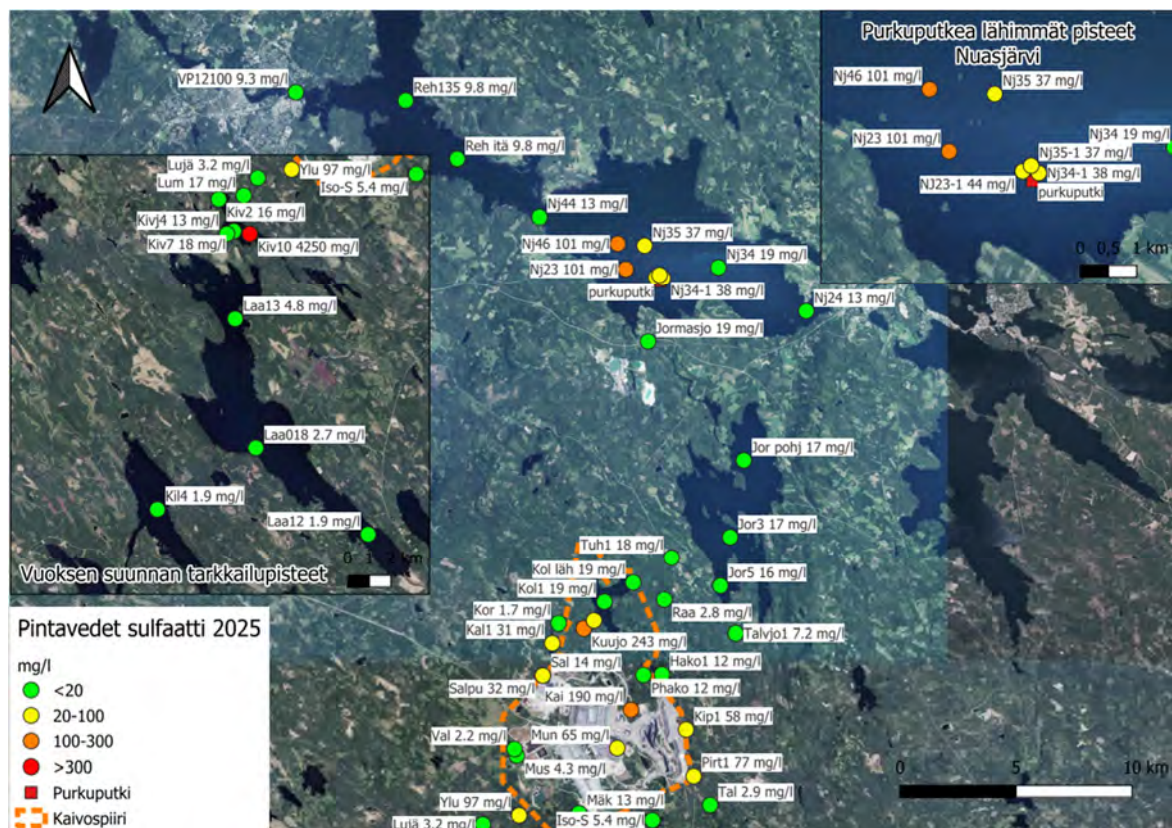 Purkuputkea lähimmät pisteet
Nuasjärvi
Nj46 101 mg/l
Nj35 37 mg/l
Nj23 101 mg/l
Nj34 19 mg/l
Nj35-1 37 mg/l
NJ23-1 44 mg/l
Nj34-1 38 mg/l
purkuputki
0 0,5 1 km
VP12100 9.3 mg/l
Reh135 9.8 mg/l
Reh itä 9.8 mg/l
Lujä 3.2 mg/l
Ylu 97 mg/l
Iso-S 5.4 mg/l
Lum 17 mg/l
Kiv2 16 mg/l
Kivj4 13 mg/l
Kiv7 18 mg/l
Kiv10 4250 mg/l
Laa13 4.8 mg/l
Laa018 2.7 mg/l
Kil4 1.9 mg/l
Laa12 1.9 mg/l
0 1 2 km
Vuoksen suunnan tarkkailupisteet
Nj44 13 mg/l
Nj46 101 mg/l
Nj35 37 mg/l
Nj23 101 mg/l
Nj34 19 mg/l
purkuputki
Nj34-1 38 mg/l
Nj24 13 mg/l
Jormasjo 19 mg/l
Jor pohj 17 mg/l
Jor3 17 mg/l
Tuh1 18 mg/l
Kol läh 19 mg/l
Jor5 16 mg/l
Kol1 19 mg/l
Raa 2.8 mg/l
Kor 1.7 mg/l
Kal1 31 mg/l
Kuujo 243 mg/l
Talvjo1 7.2 mg/l
Sal 14 mg/l
Hako1 12 mg/l
Salpu 32 mg/l
Phako 12 mg/l
Kai 190 mg/l
Kip1 58 mg/l
Val 2.2 mg/l
Mun 65 mg/l
Mus 4.3 mg/l
Pirt1 77 mg/l
Ylu 97 mg/l
Mäk 13 mg/l
Tal 2.9 mg/l
Lujä 3.2 mg/l
Iso-S 5.4 mg/l
0 5 10 km
Pintavedet sulfaatti 2025
mg/l
<20
20-100
100-300
>300
Purkuputki
Kaivospiiri